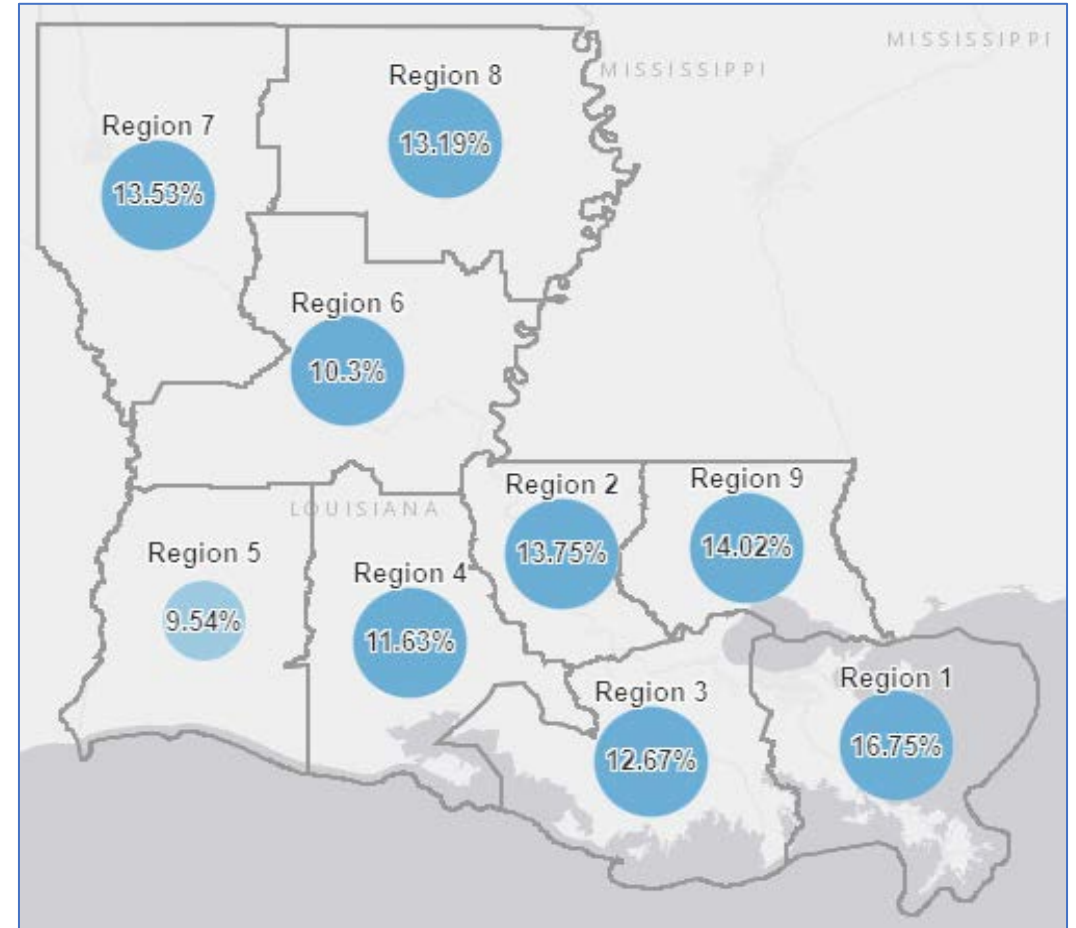 MISSISSIPPI
MISSISSIPPI
Region 8
13.19%
Region 7
13.53%
Region 6
10.3%
Region 2
13.75%
Region 9
14.02%
LOUISIANA
Region 5
9.54%
Region 4
11.63%
Region 3
12.67%
Region 1
16.75%